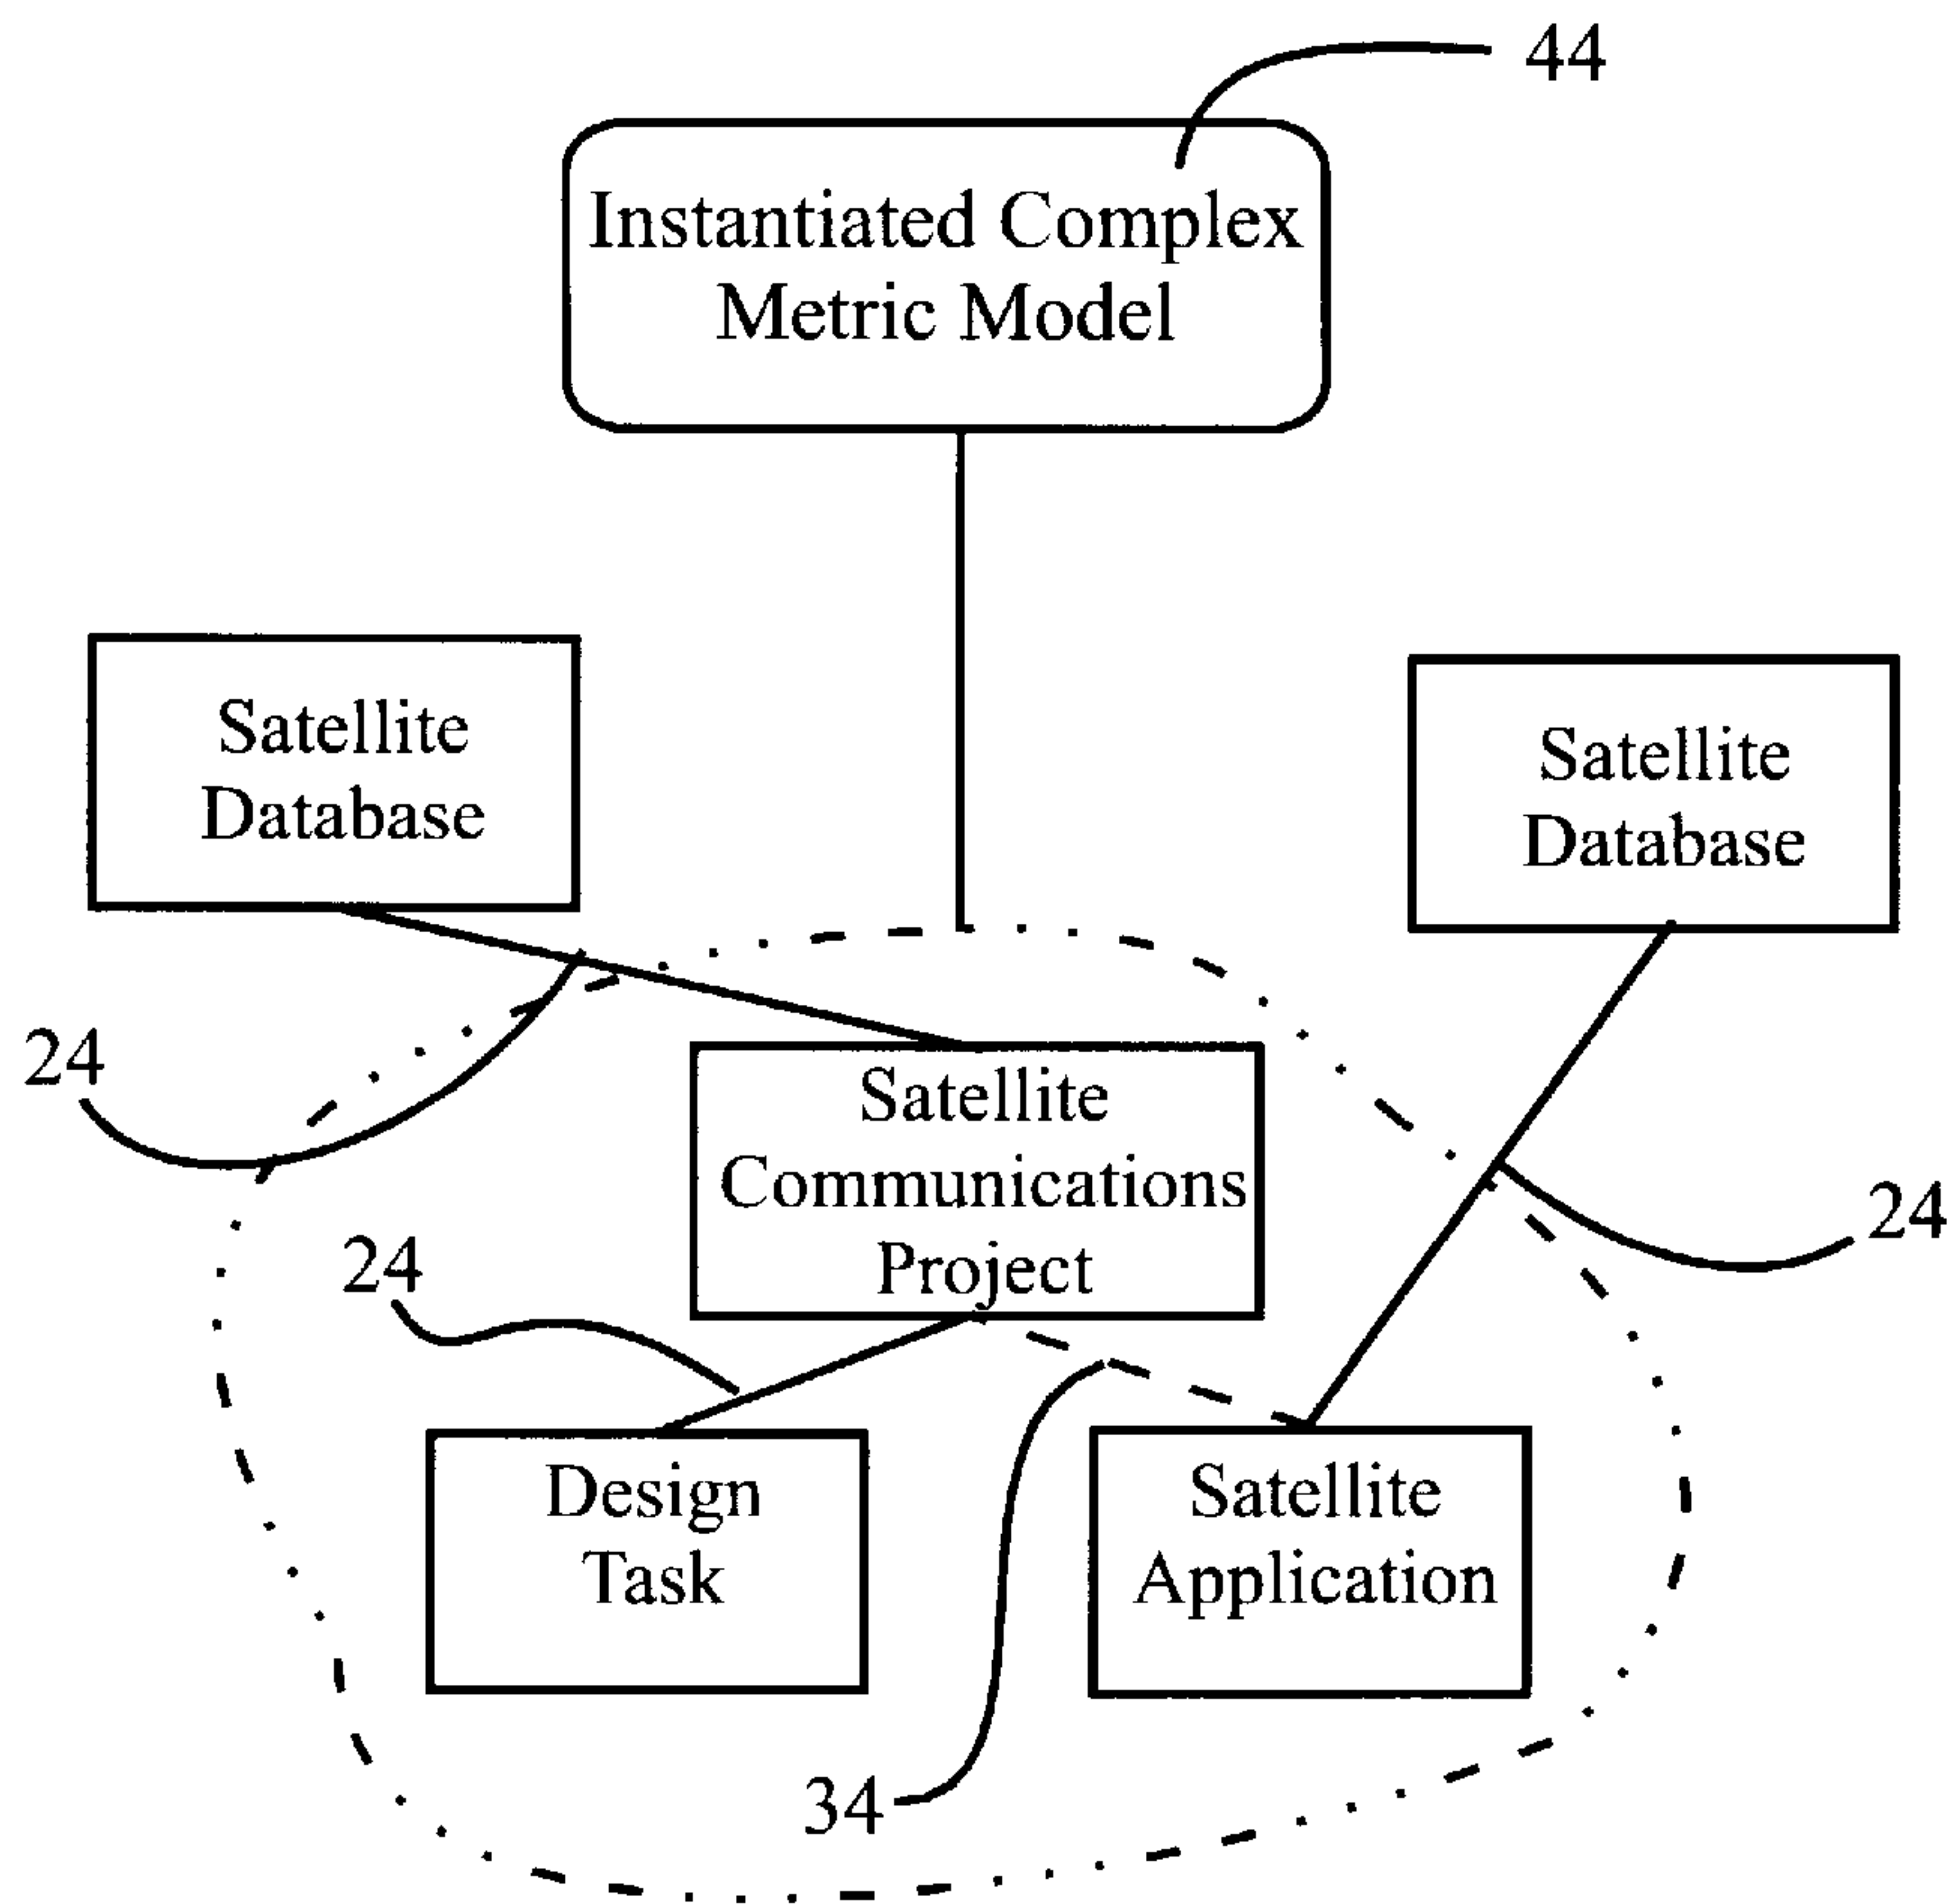 44
Instantiated Complex
Metric Model
Satellite
Database
Satellite
Database
24
Satellite
Communications
Project
24
24
Design
Task
Satellite
Application
34